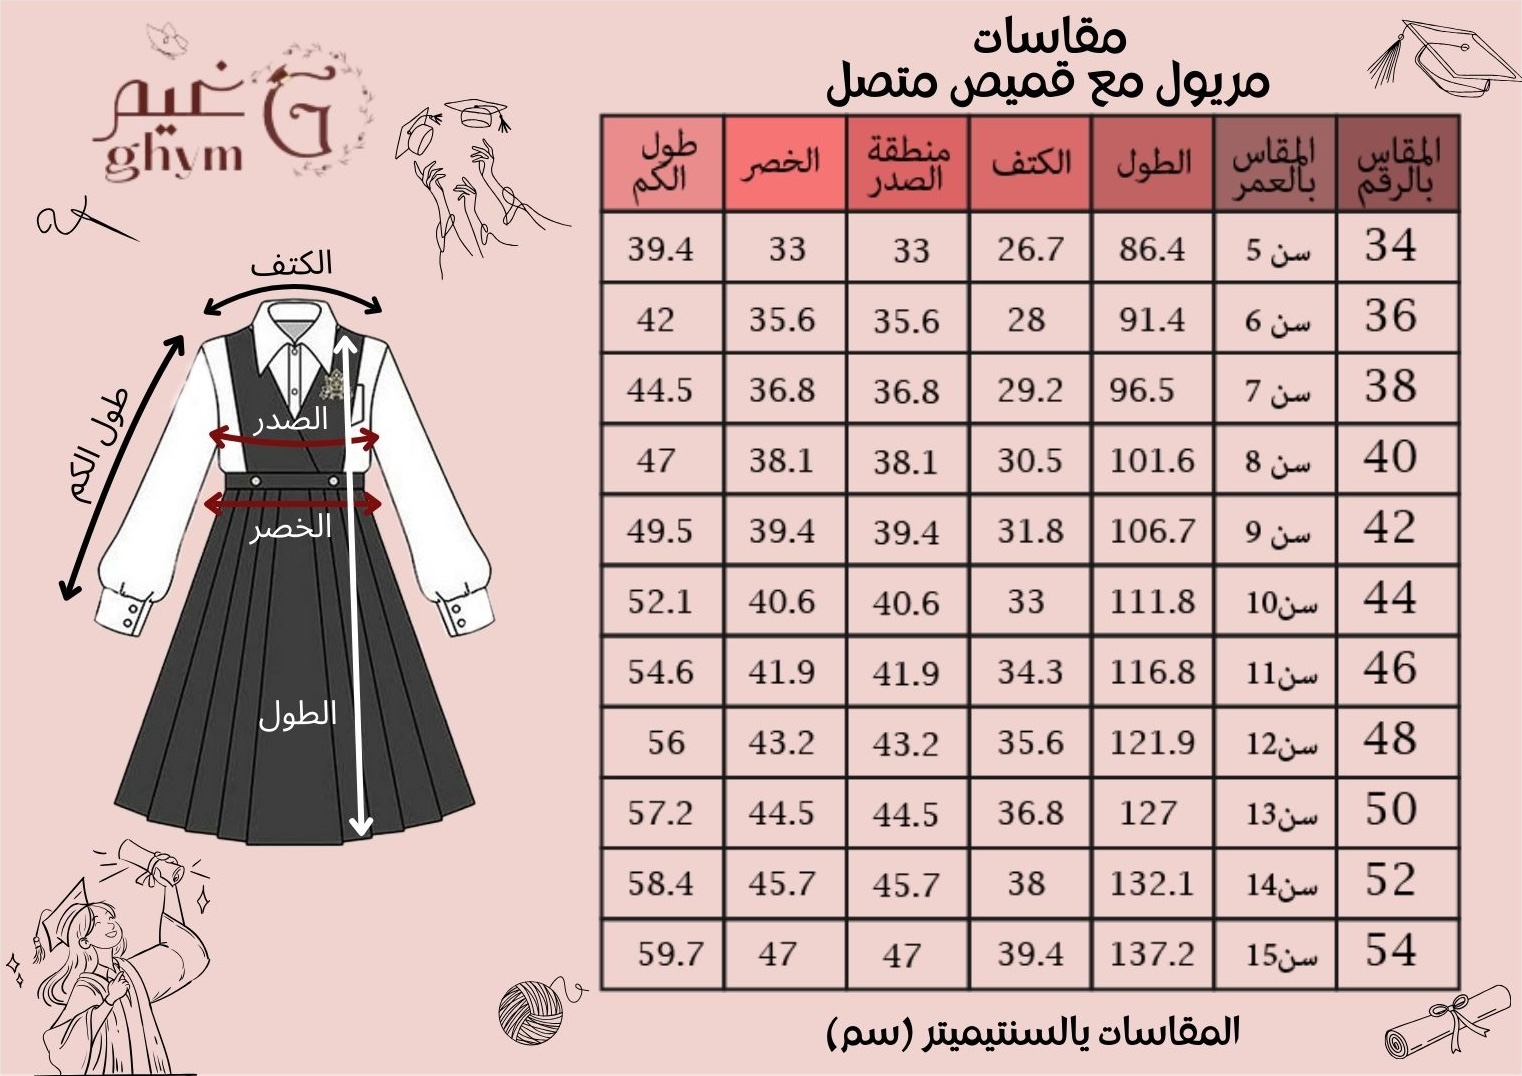 غيم
ghym
مقاسات
مريول مع قميص متصل
المقاس بالرقم المقاس بالعمر الطول الكتف منطقة الصدر الخصر طول الكم
34 5 سن 86.4 26.7 33 33 39.4
36 6 سن 91.4 28 35.6 35.6 42
38 7 سن 96.5 29.2 36.8 36.8 44.5
40 8 سن 101.6 30.5 38.1 38.1 47
42 9 سن 106.7 31.8 39.4 39.4 49.5
44 10سن 111.8 33 40.6 40.6 52.1
46 11سن 116.8 34.3 41.9 41.9 54.6
48 12سن 121.9 35.6 43.2 43.2 56
50 13سن 127 36.8 44.5 44.5 57.2
52 14سن 132.1 38 45.7 45.7 58.4
54 15سن 137.2 39.4 47 47 59.7
المقاسات يالسنتيميتر (سم)
الكتف
طول الكم
الصدر
الخصر
الطول